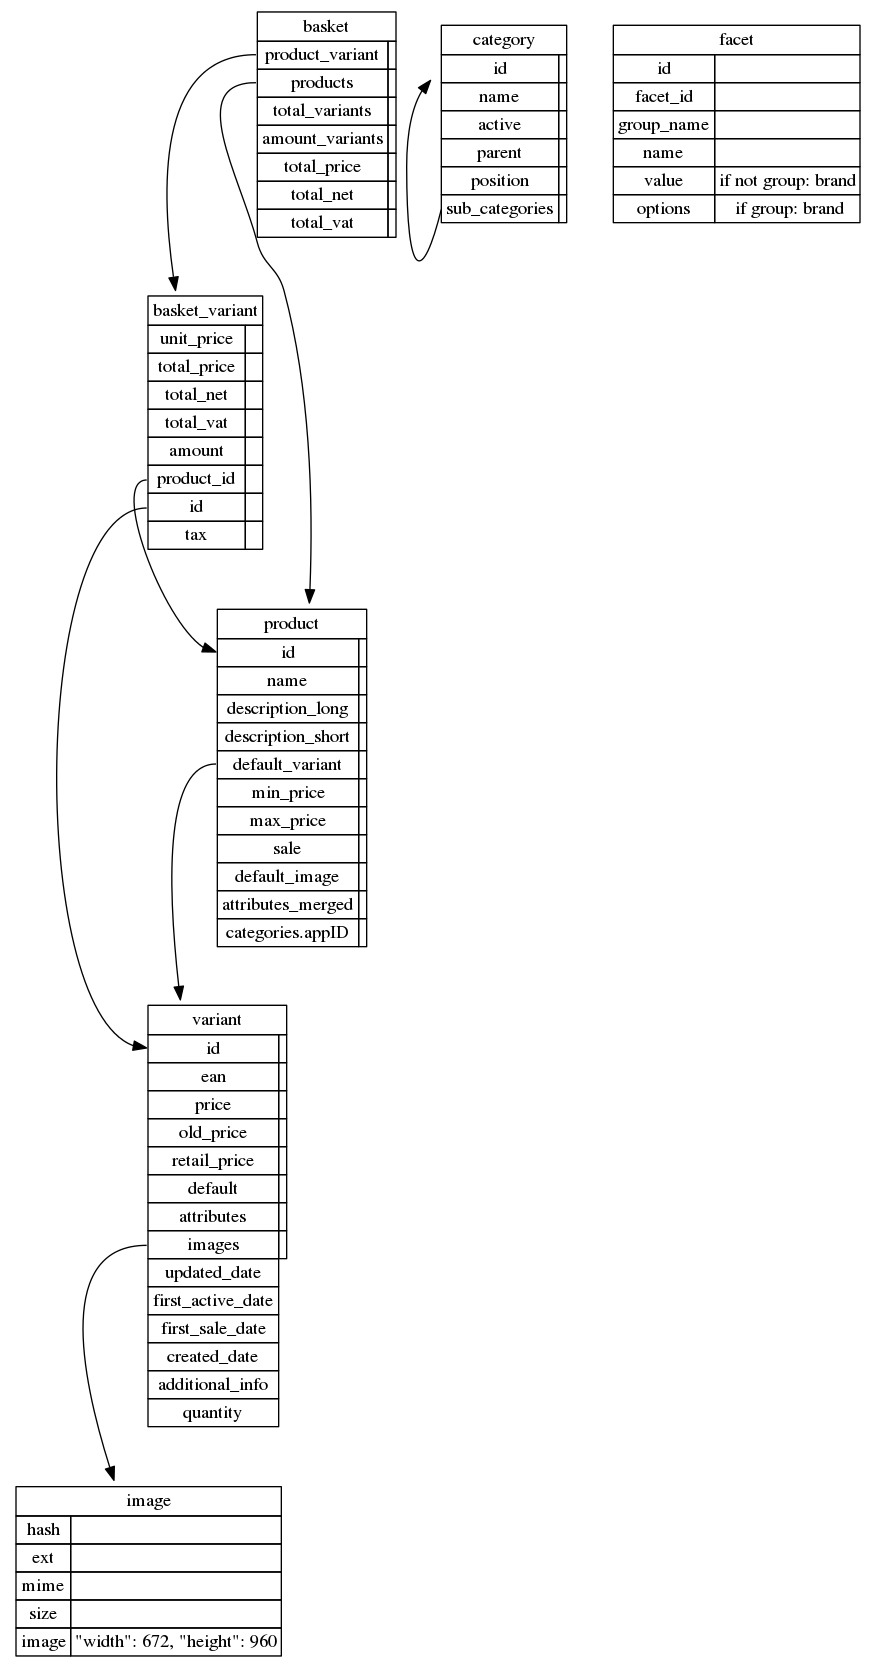 basket
product_variant
products
total_variants
amount_variants
total_price
total_net
total_vat
category
id
name
active
parent
position
sub_categories
facet
id
facet_id
group_name
name
value if not group: brand
options if group: brand
basket_variant
unit_price
total_price
total_net
total_vat
amount
product_id
id
tax
product
id
name
description_long
description_short
default_variant
min_price
max_price
sale
default_image
attributes_merged
categories.appID
variant
id
ean
price
old_price
retail_price
default
attributes
images
updated_date
first_active_date
first_sale_date
created_date
additional_info
quantity
image
hash
ext
mime
size
image "width": 672, "height": 960